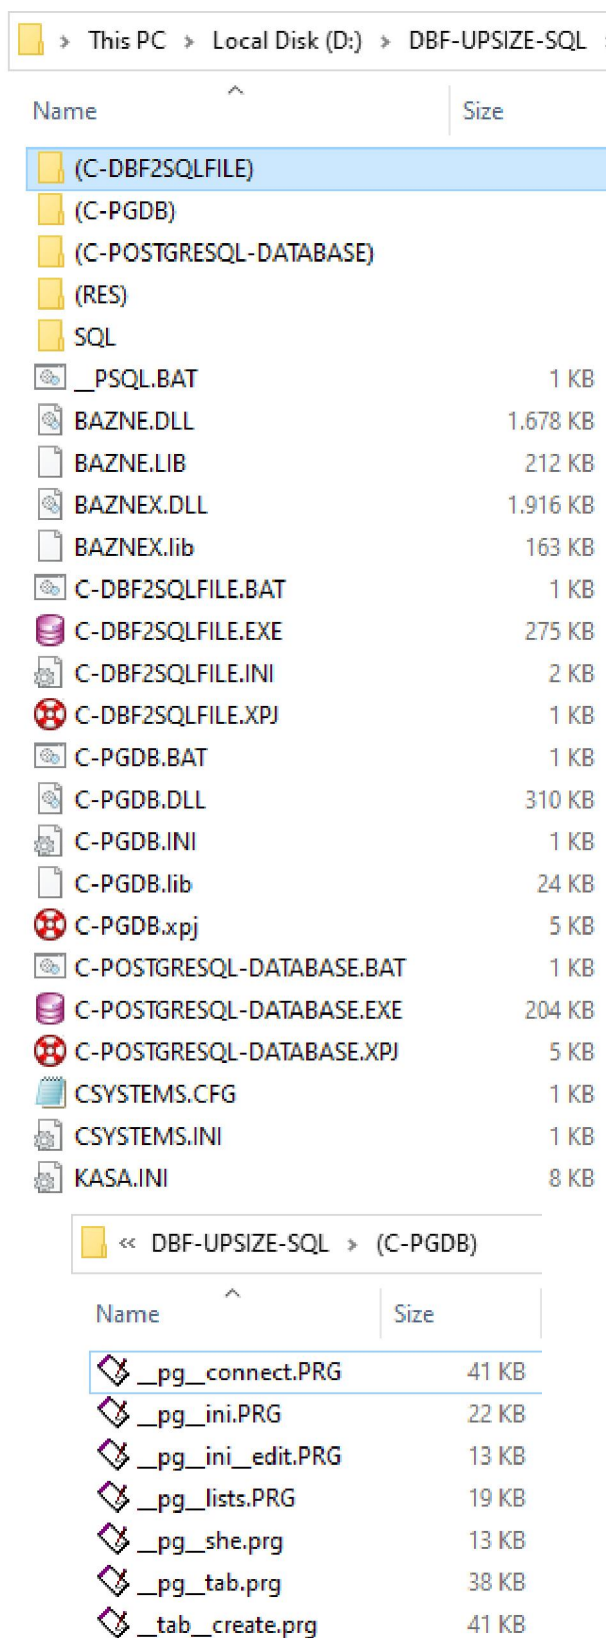 This PC > Local Disk (D:) > DBF-UPSIZE-SQL
Name Size
(C-DBF2SQLFILE)
(C-PGDB)
(C-POSTGRESQL-DATABASE)
(RES)
SQL
__PSQL.BAT 1 KB
BAZNE.DLL 1.678 KB
BAZNE.LIB 212 KB
BAZNEX.DLL 1.916 KB
BAZNEX.lib 163 KB
C-DBF2SQLFILE.BAT 1 KB
C-DBF2SQLFILE.EXE 275 KB
C-DBF2SQLFILE.INI 2 KB
C-DBF2SQLFILE.XPJ 1 KB
C-PGDB.BAT 1 KB
C-PGDB.DLL 310 KB
C-PGDB.INI 1 KB
C-PGDB.lib 24 KB
C-PGDB.xpj 5 KB
C-POSTGRESQL-DATABASE.BAT 1 KB
C-POSTGRESQL-DATABASE.EXE 204 KB
C-POSTGRESQL-DATABASE.XPJ 5 KB
CSYSTEMS.CFG 1 KB
CSYSTEMS.INI 1 KB
KASA.INI 8 KB
« DBF-UPSIZE-SQL > (C-PGDB)
Name Size
__pg__connect.PRG 41 KB
__pg__ini.PRG 22 KB
__pg__ini__edit.PRG 13 KB
__pg__lists.PRG 19 KB
__pg__she.prg 13 KB
__pg__tab.prg 38 KB
__tab__create.prg 41 KB